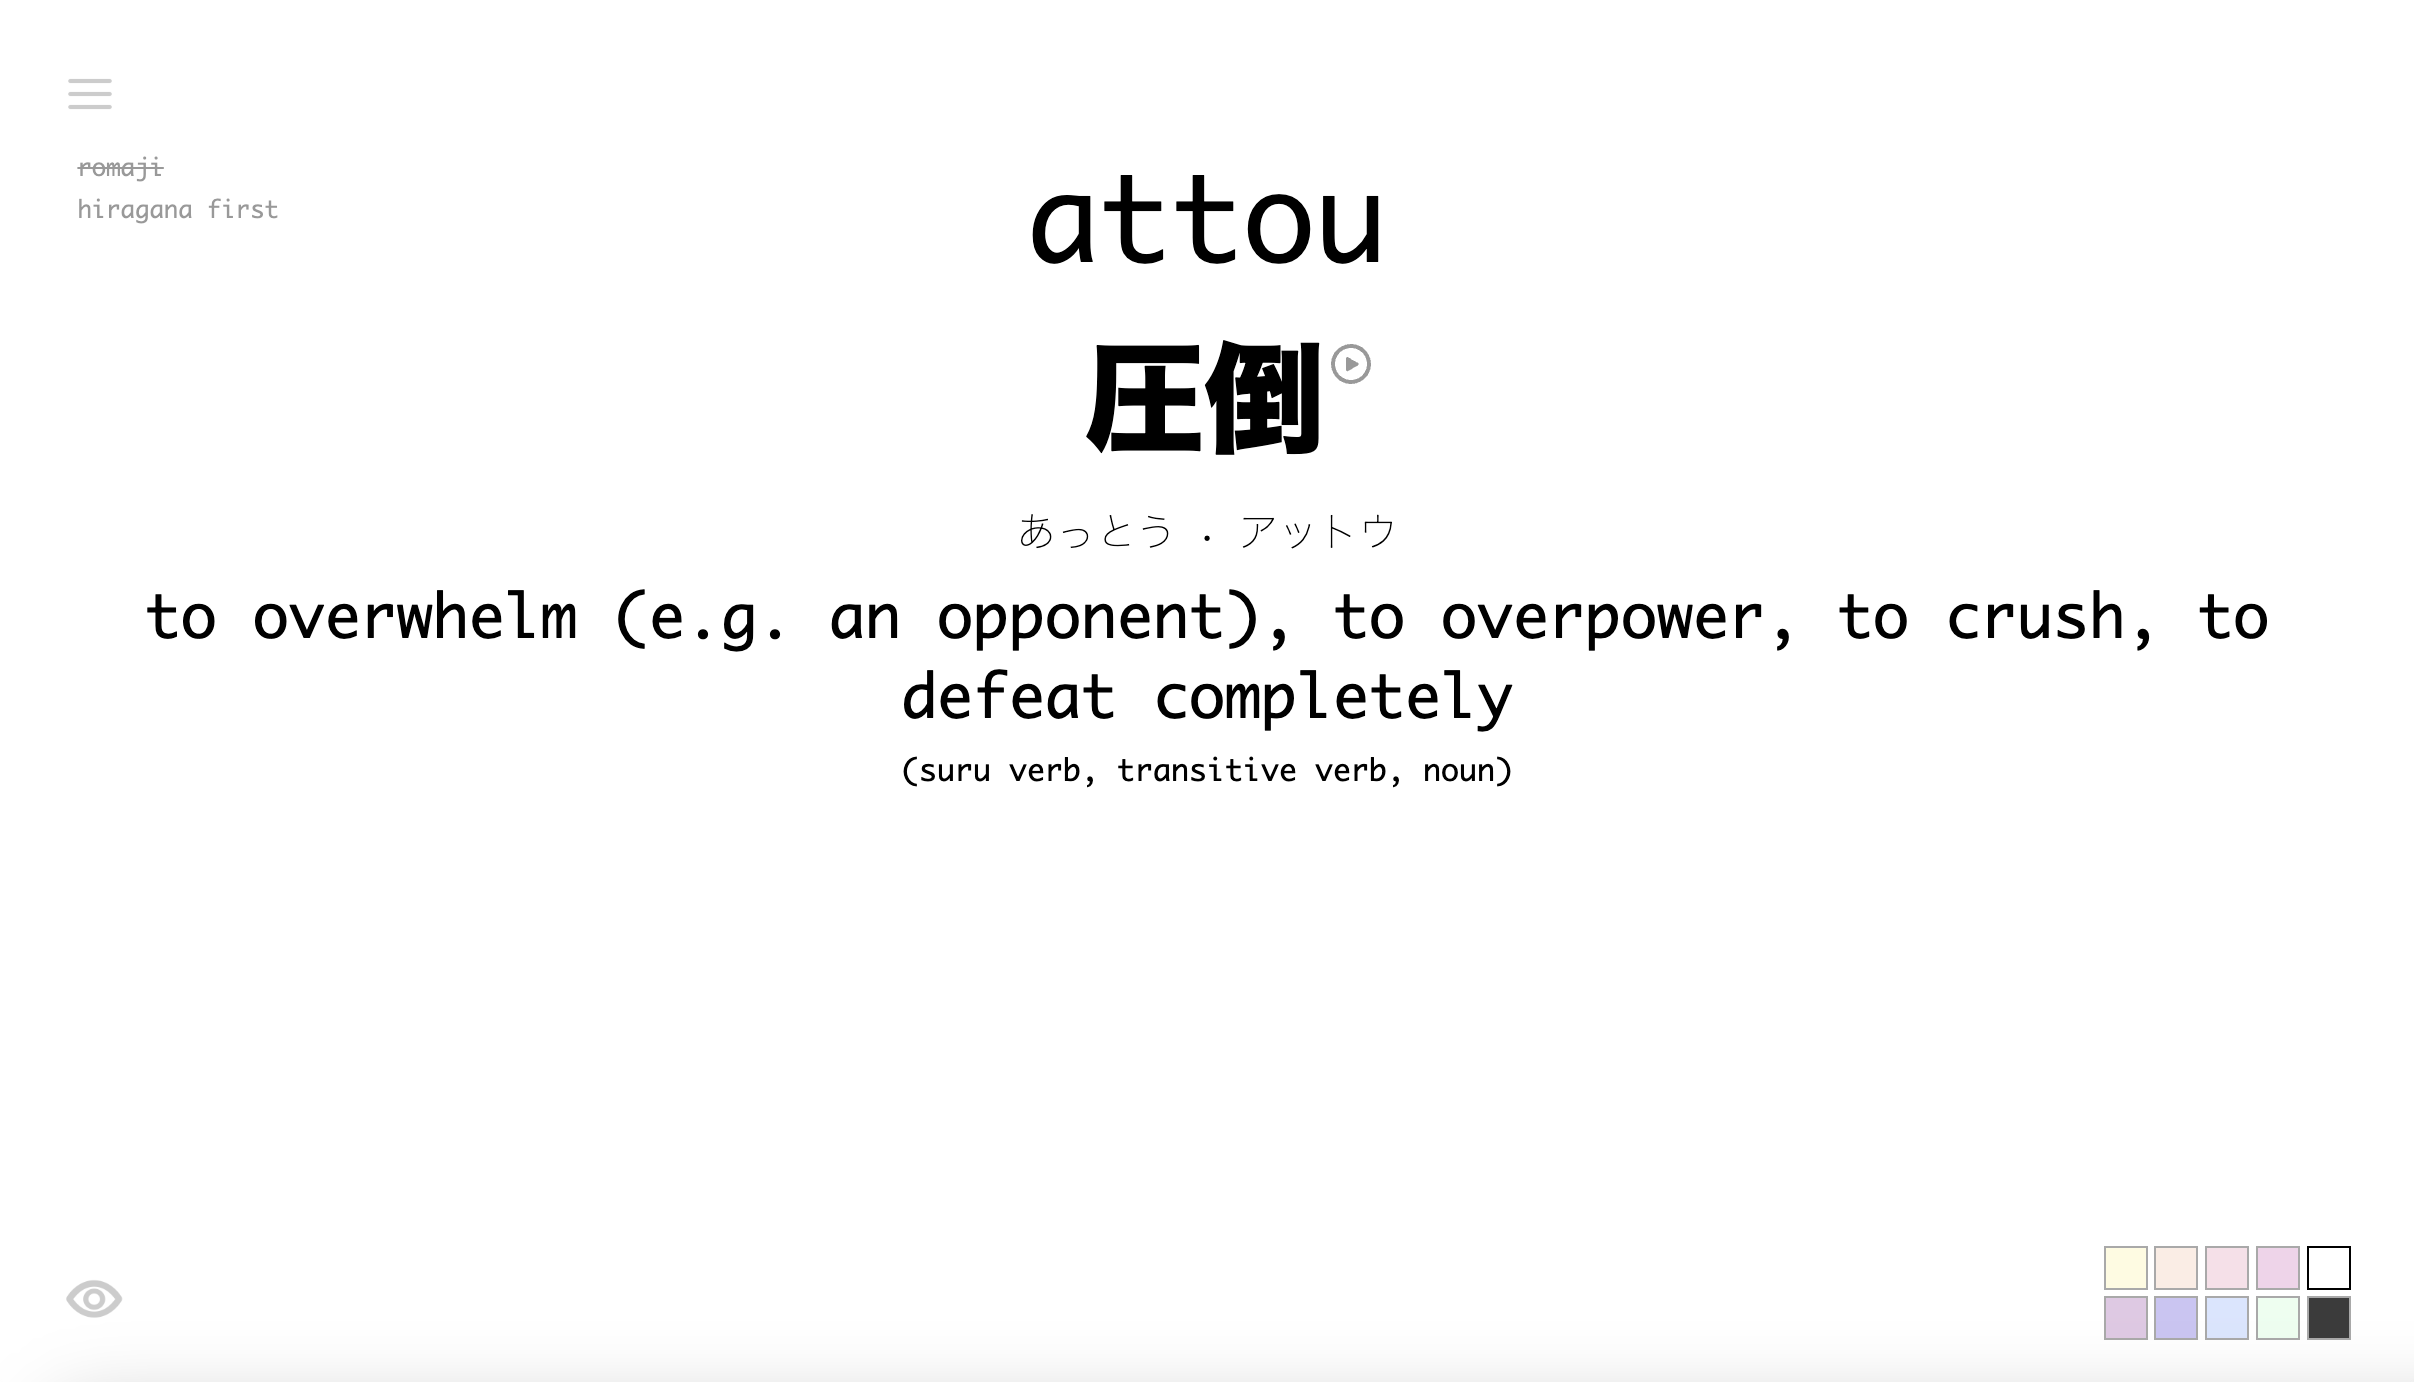 romaji
hiragana first
attou
圧倒
あっとう · アットウ
to overwhelm (e.g. an opponent), to overpower, to crush, to
defeat completely
(suru verb, transitive verb, noun)